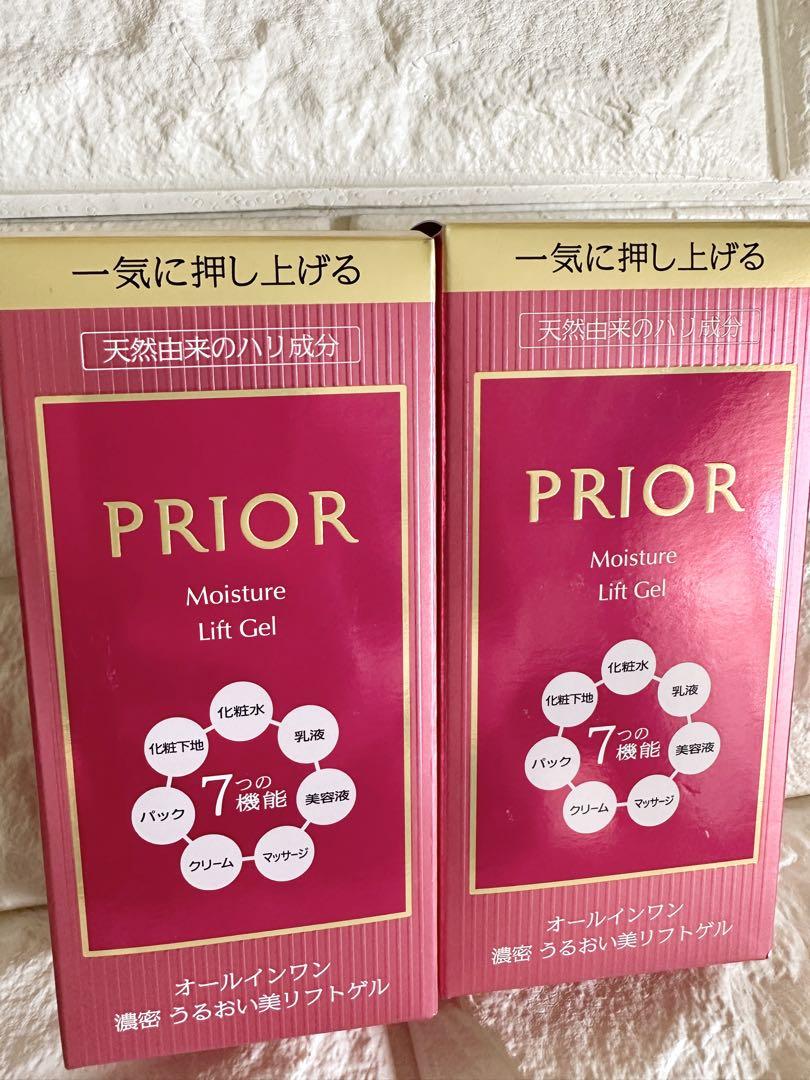 一気に押し上げる
天然由来のハリ成分
PRIOR
Moisture
Lift Gel
化粧水
乳液
美容液
マッサージ
クリーム
パック
化粧下地
7つの
機能
オールインワン
濃密 うるおい美リフトゲル
一気に押し上げる
天然由来のハリ成分
PRIOR
Moisture
Lift Gel
化粧水
乳液
美容液
マッサージ
クリーム
パック
化粧下地
7つの
機能
オールインワン
濃密 うるおい美リフトゲル